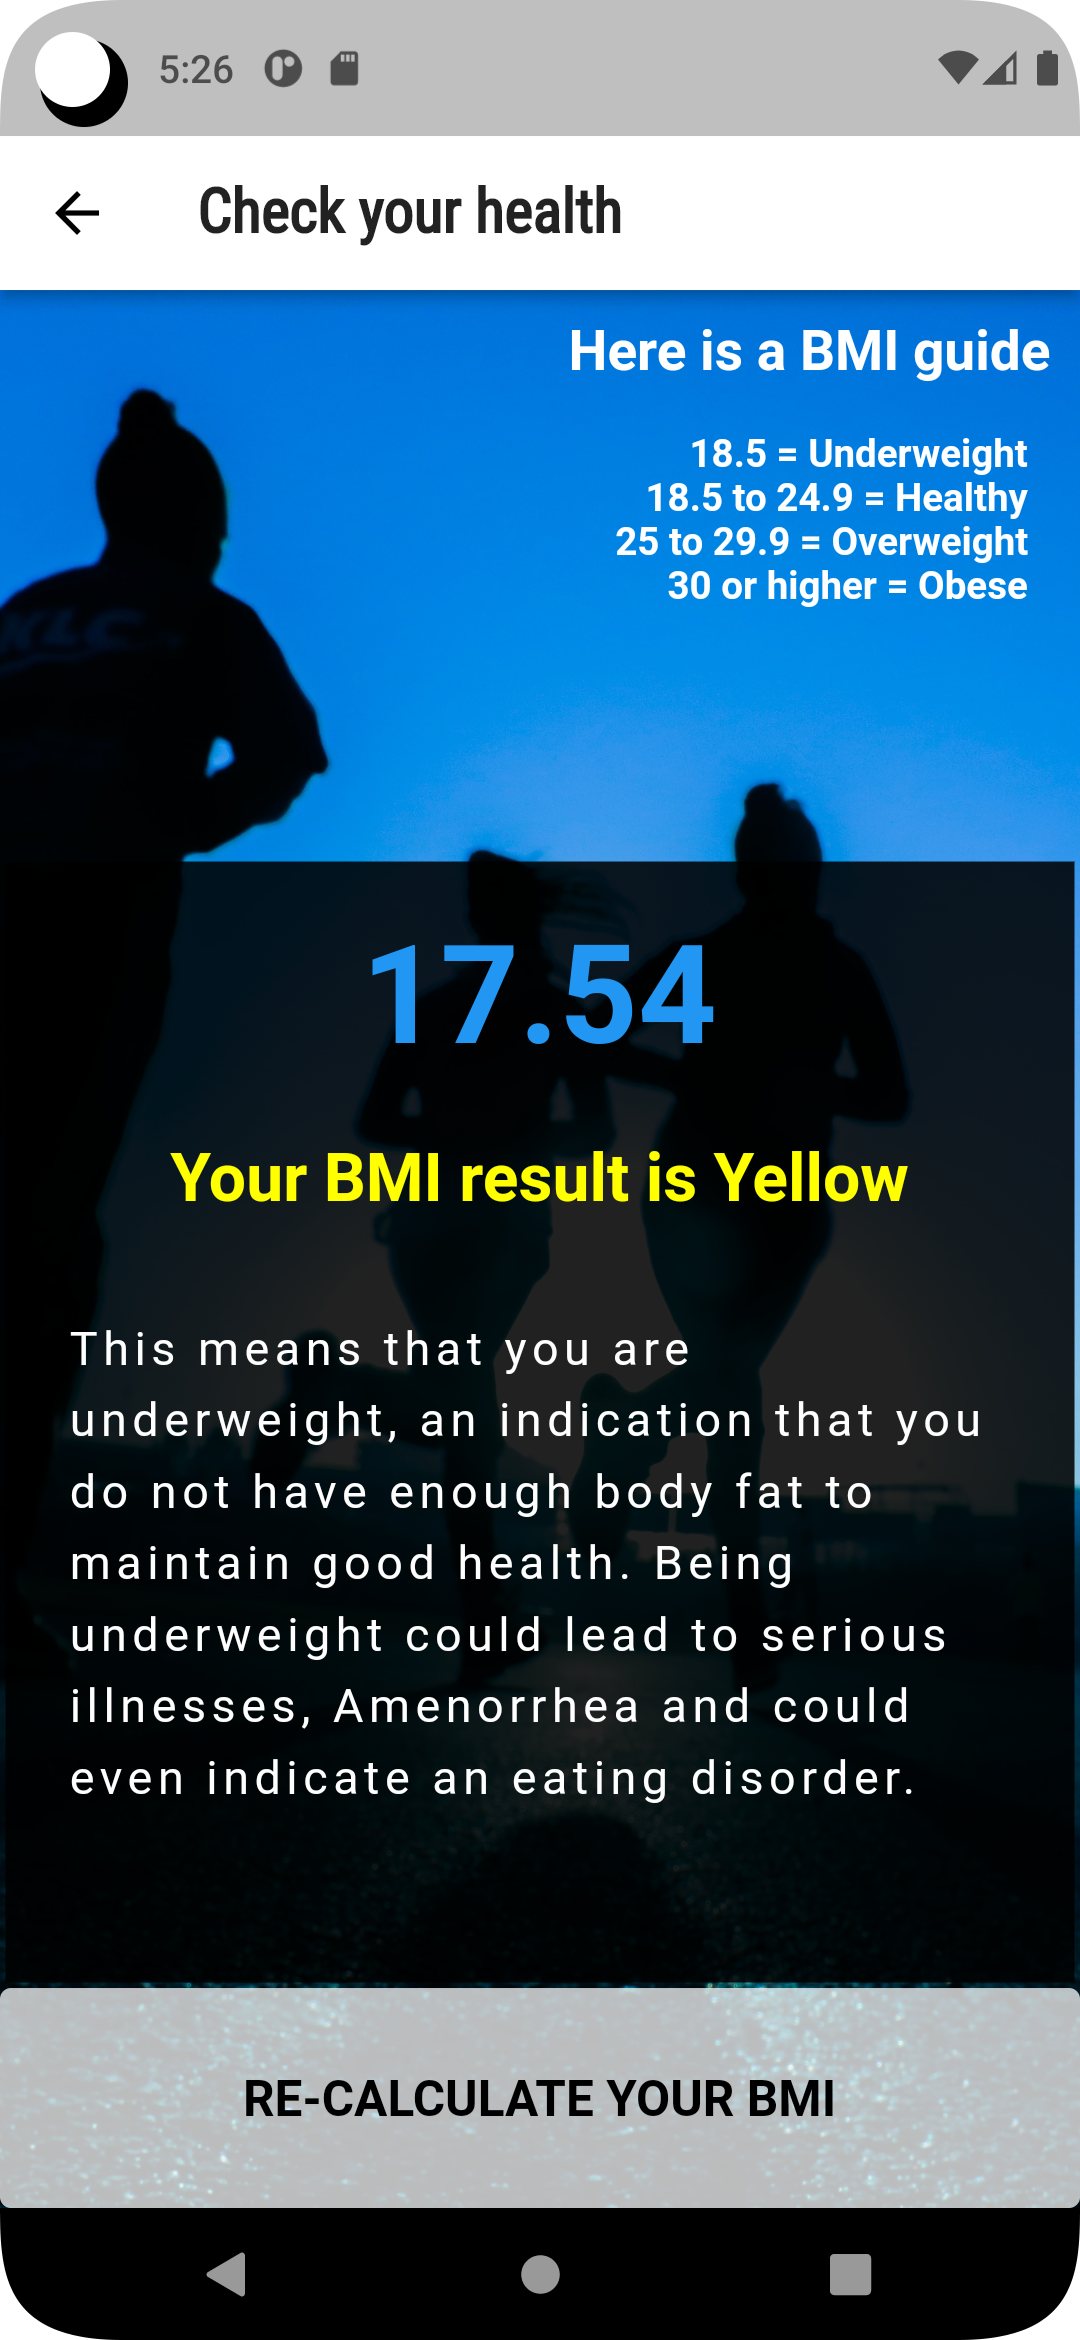 5:26
Check your health
Here is a BMI guide
18.5 = Underweight
18.5 to 24.9 = Healthy
25 to 29.9 = Overweight
30 or higher = Obese
17.54
Your BMI result is Yellow
This means that you are
underweight, an indication that you
do not have enough body fat to
maintain good health. Being
underweight could lead to serious
illnesses, Amenorrhea and could
even indicate an eating disorder.
RE-CALCULATE YOUR BMI